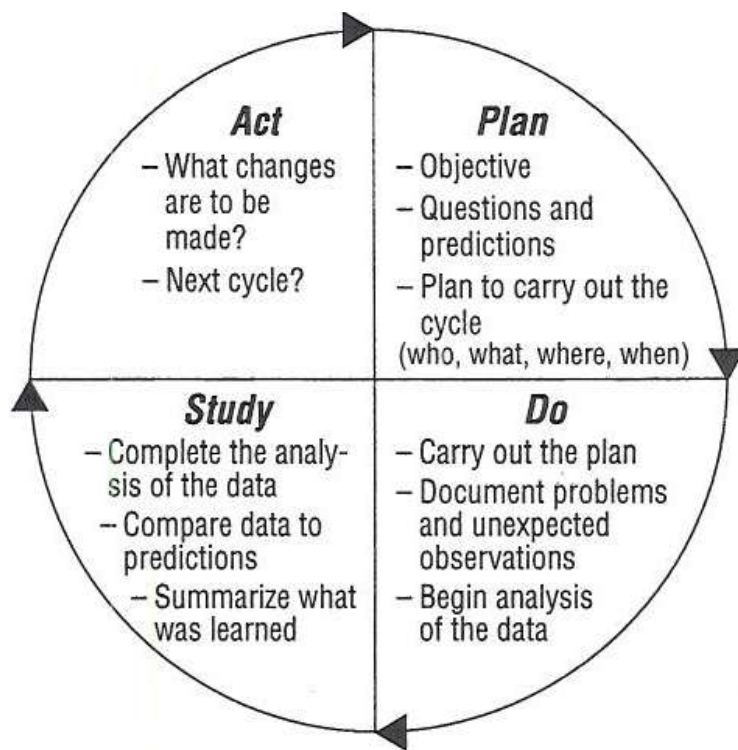 Act
– What changes
are to be
made?
– Next cycle?
Plan
– Objective
– Questions and
predictions
– Plan to carry out the
cycle
(who, what, where, when)
Study
– Complete the analy-
sis of the data
– Compare data to
predictions
– Summarize what
was learned
Do
– Carry out the plan
– Document problems
and unexpected
observations
– Begin analysis
of the data